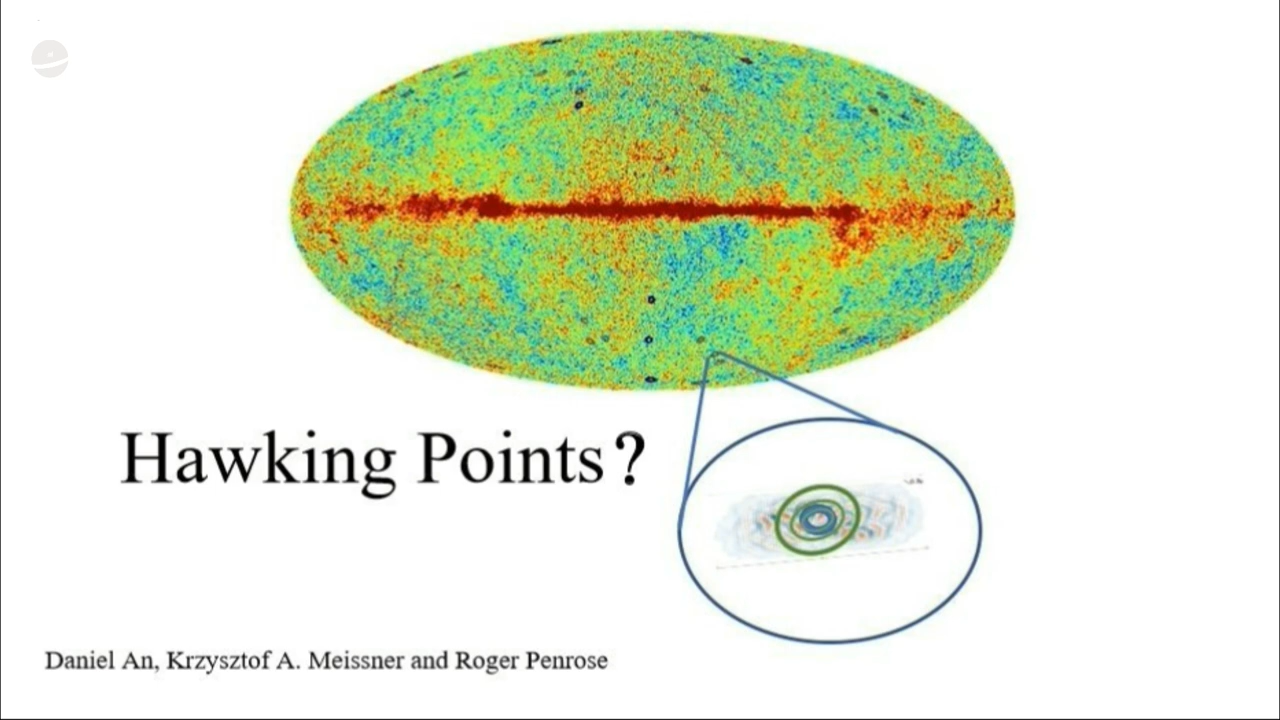 Hawking Points?
Daniel An, Krzysztof A. Meissner and Roger Penrose